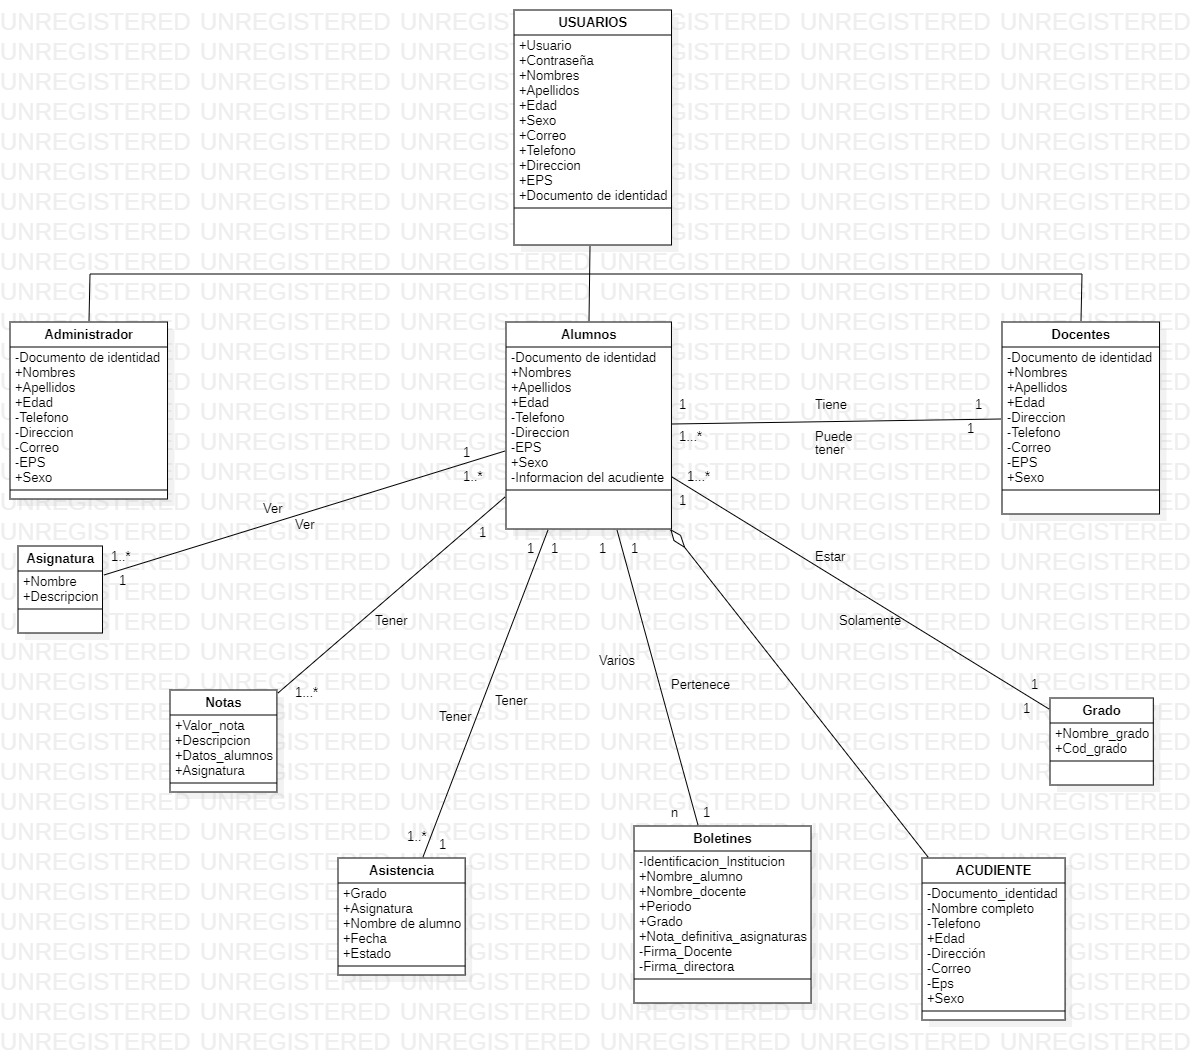 USUARIOS
+Usuario
+Contraseña
+Nombres
+Apellidos
+Edad
+Sexo
+Correo
+Telefono
+Direccion
+EPS
+Documento de identidad
Administrador
-Documento de identidad
+Nombres
+Apellidos
+Edad
-Telefono
-Direccion
-Correo
-EPS
+Sexo
Alumnos
-Documento de identidad
+Nombres
+Apellidos
+Edad
-Telefono
-Direccion
-EPS
+Sexo
-Informacion del acudiente
Docentes
-Documento de identidad
+Nombres
+Apellidos
+Edad
-Direccion
-Telefono
-Correo
-EPS
+Sexo
1 Tiene 1
1...* Puede tener 1
1
1..*
Ver
Ver
1..*
1
Asignatura
+Nombre
+Descripcion
1
Tener
1...*
Notas
+Valor_nota
+Descripcion
+Datos_alumnos
+Asignatura
1 1
Tener
Tener
1..*
1
Asistencia
+Grado
+Asignatura
+Nombre de alumno
+Fecha
+Estado
1 1
Varios
Pertenece
n 1
Boletines
-Identificacion_Institucion
+Nombre_alumno
+Nombre_docente
+Periodo
+Grado
+Nota_definitiva_asignaturas
-Firma_Docente
-Firma_directora
1...*
1
Estar
Solamente
1
1
Grado
+Nombre_grado
+Cod_grado
ACUDIENTE
-Documento_identidad
-Nombre completo
-Telefono
+Edad
-Dirección
-Correo
-Eps
+Sexo
UNREGISTERED